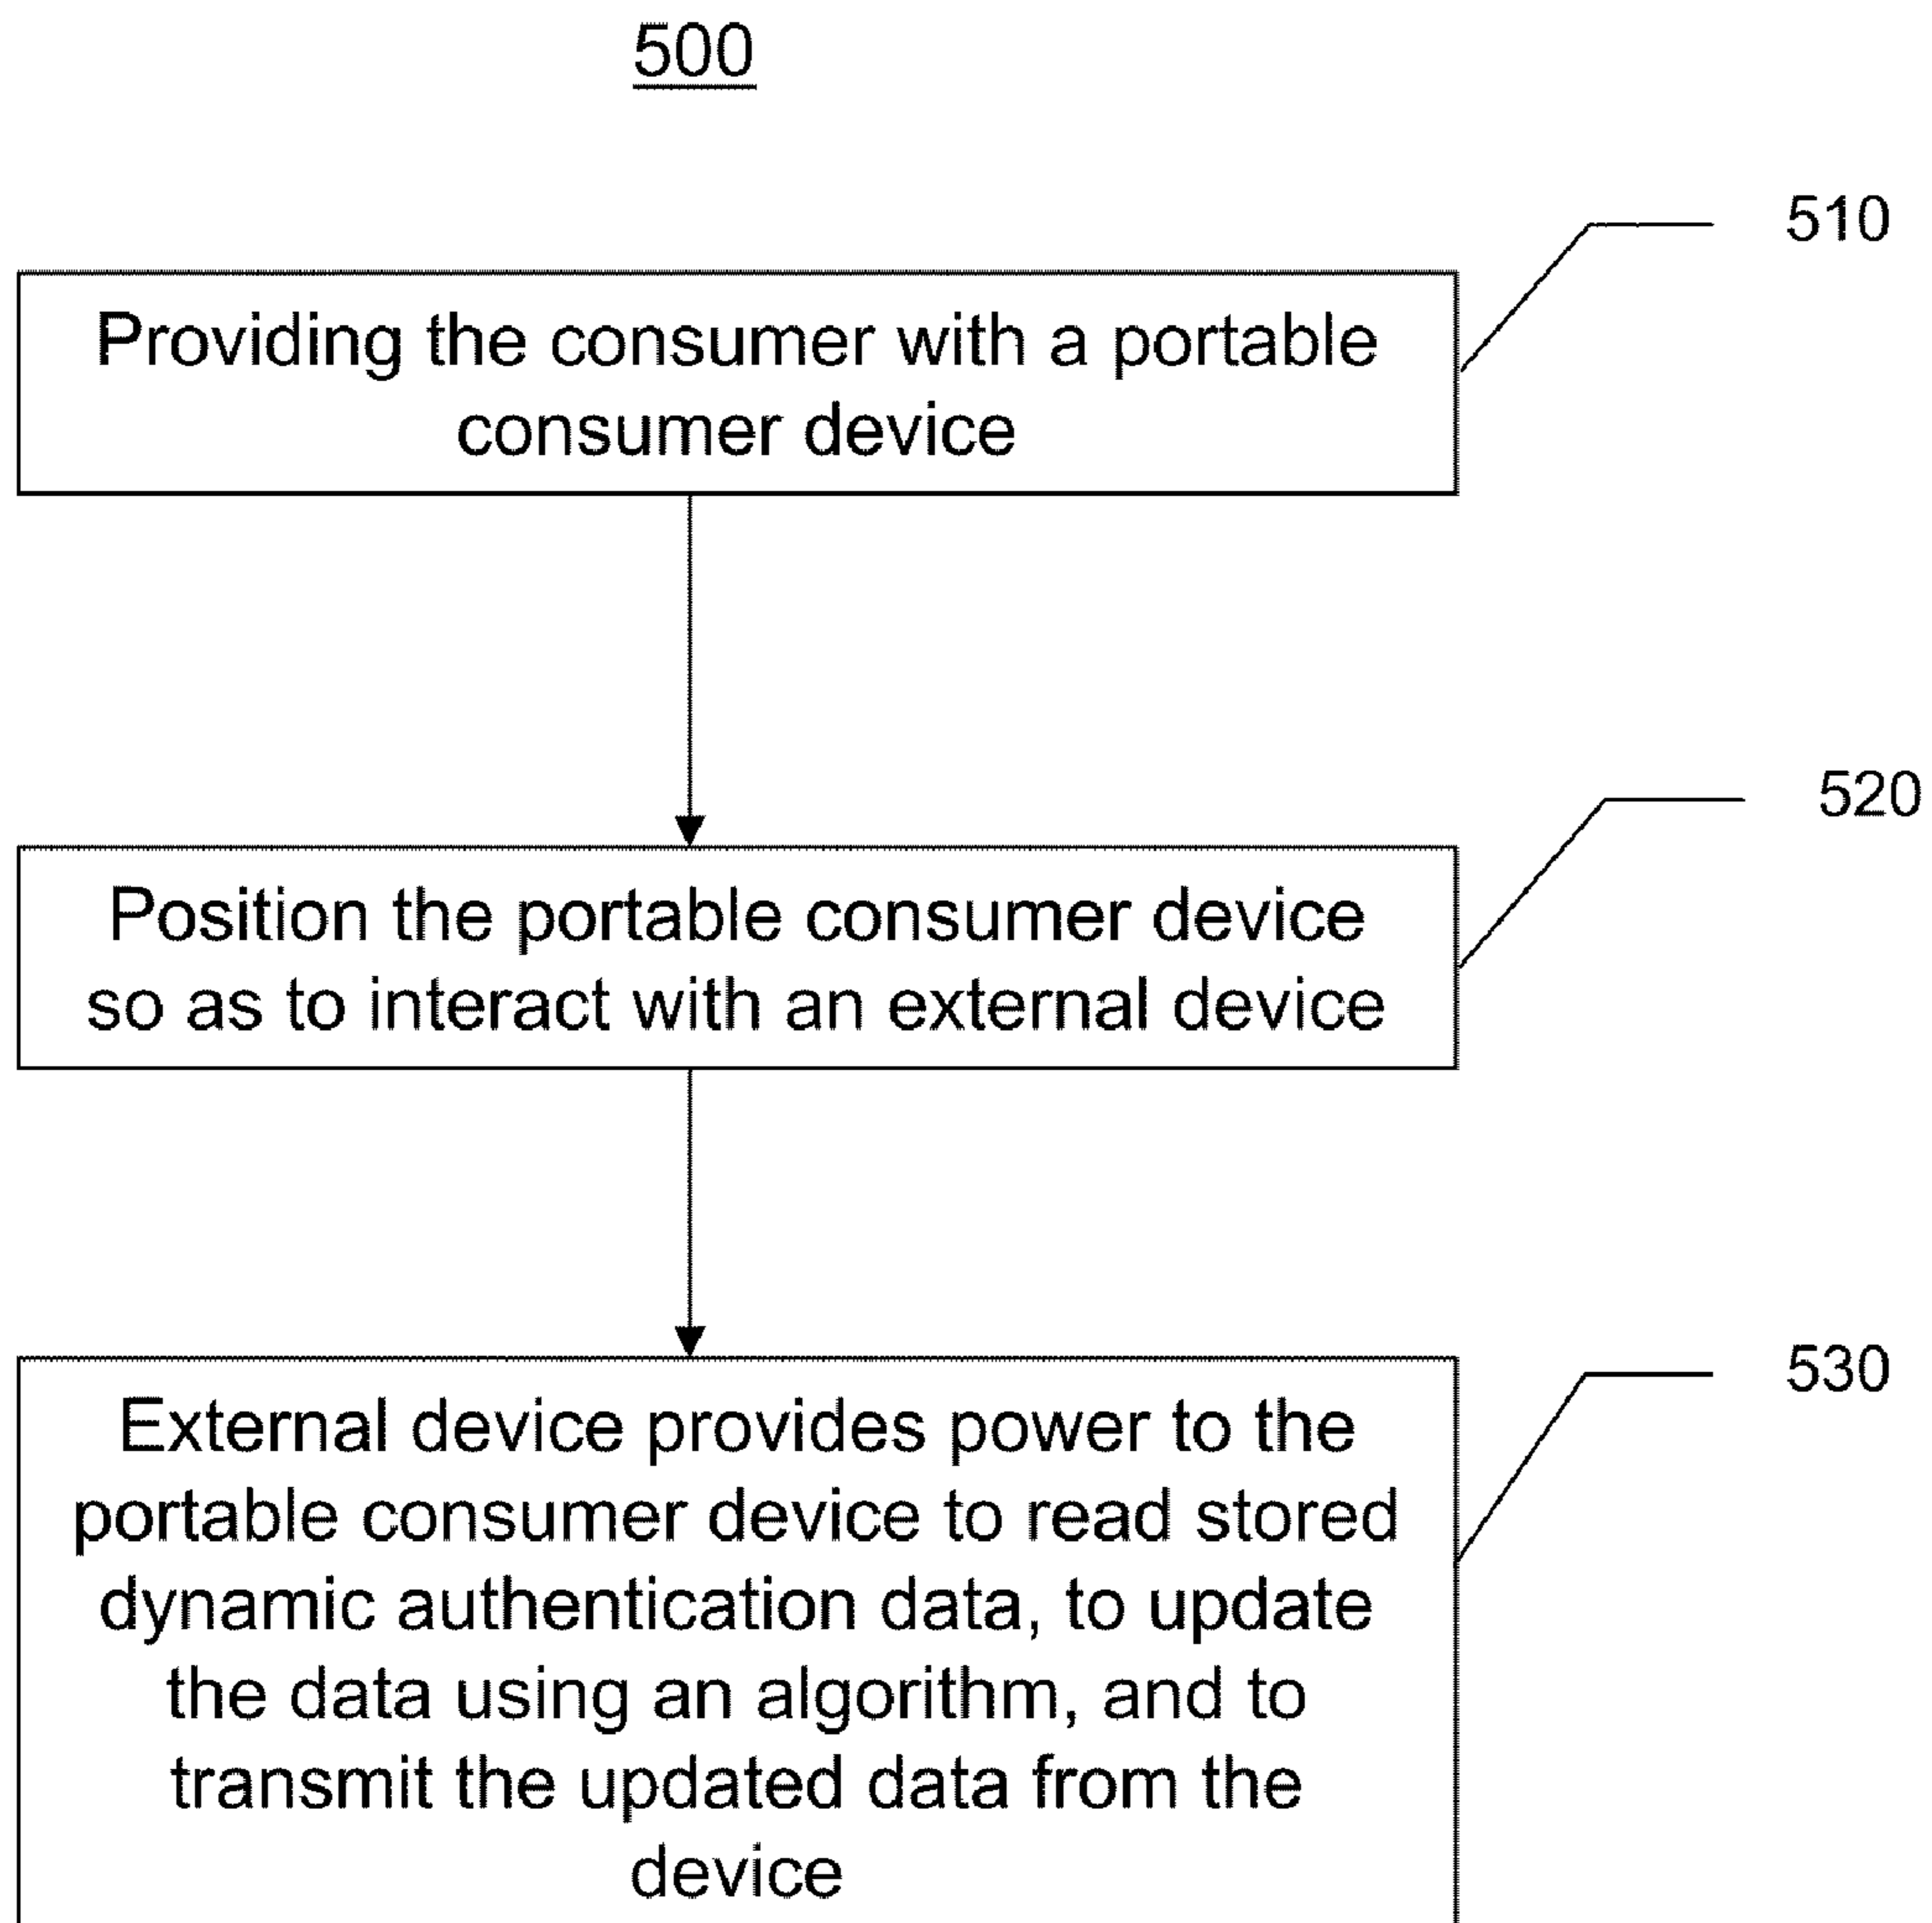 500
510
Providing the consumer with a portable
consumer device
520
Position the portable consumer device
so as to interact with an external device
530
External device provides power to the
portable consumer device to read stored
dynamic authentication data, to update
the data using an algorithm, and to
transmit the updated data from the
device